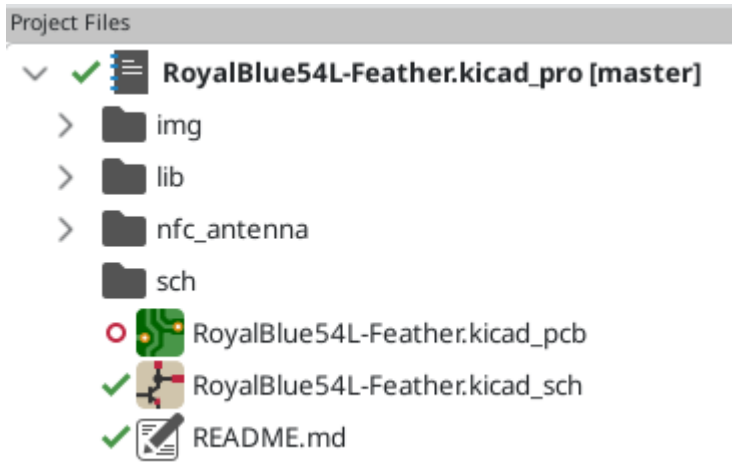 Project Files
RoyalBlue54L-Feather.kicad_pro [master]
img
lib
nfc_antenna
sch
RoyalBlue54L-Feather.kicad_pcb
RoyalBlue54L-Feather.kicad_sch
README.md